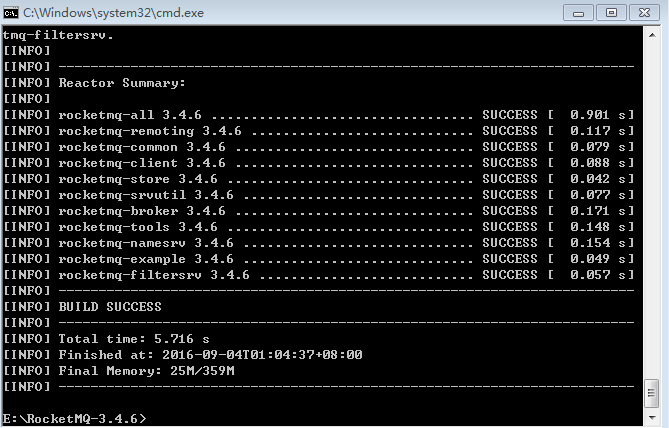 C:\Windows\system32\cmd.exe
tmq-filtersrv.
[INFO]
[INFO] ------------------------------------------------------------------------
[INFO] Reactor Summary:
[INFO]
[INFO] rocketmq-all 3.4.6 ................................. SUCCESS [  0.901 s]
[INFO] rocketmq-remoting 3.4.6 ............................ SUCCESS [  0.117 s]
[INFO] rocketmq-common 3.4.6 .............................. SUCCESS [  0.079 s]
[INFO] rocketmq-client 3.4.6 .............................. SUCCESS [  0.088 s]
[INFO] rocketmq-store 3.4.6 ............................... SUCCESS [  0.042 s]
[INFO] rocketmq-srvutil 3.4.6 ............................. SUCCESS [  0.077 s]
[INFO] rocketmq-broker 3.4.6 .............................. SUCCESS [  0.171 s]
[INFO] rocketmq-tools 3.4.6 ............................... SUCCESS [  0.148 s]
[INFO] rocketmq-namesrv 3.4.6 ............................. SUCCESS [  0.154 s]
[INFO] rocketmq-example 3.4.6 ............................. SUCCESS [  0.049 s]
[INFO] rocketmq-filtersrv 3.4.6 ........................... SUCCESS [  0.057 s]
[INFO] ------------------------------------------------------------------------
[INFO] BUILD SUCCESS
[INFO] ------------------------------------------------------------------------
[INFO] Total time: 5.716 s
[INFO] Finished at: 2016-09-04T01:04:37+08:00
[INFO] Final Memory: 25M/359M
[INFO] ------------------------------------------------------------------------
E:\RocketMQ-3.4.6>